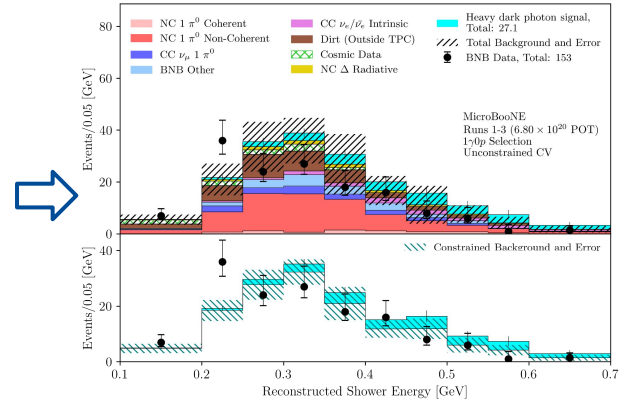 NC 1 π⁰ Coherent
NC 1 π⁰ Non-Coherent
CC ν_μ 1 π⁰
BNB Other
CC ν_e/ν̄_e Intrinsic
Dirt (Outside TPC)
Cosmic Data
NC Δ Radiative
Heavy dark photon signal,
Total: 27.1
Total Background and Error
BNB Data, Total: 153
MicroBooNE
Runs 1-3 (6.80 × 10²⁰ POT)
1γ0p Selection
Unconstrained CV
Events/0.05 [GeV]
80
60
40
20
0
Constrained Background and Error
Events/0.05 [GeV]
40
20
0
0.1 0.2 0.3 0.4 0.5 0.6 0.7
Reconstructed Shower Energy [GeV]